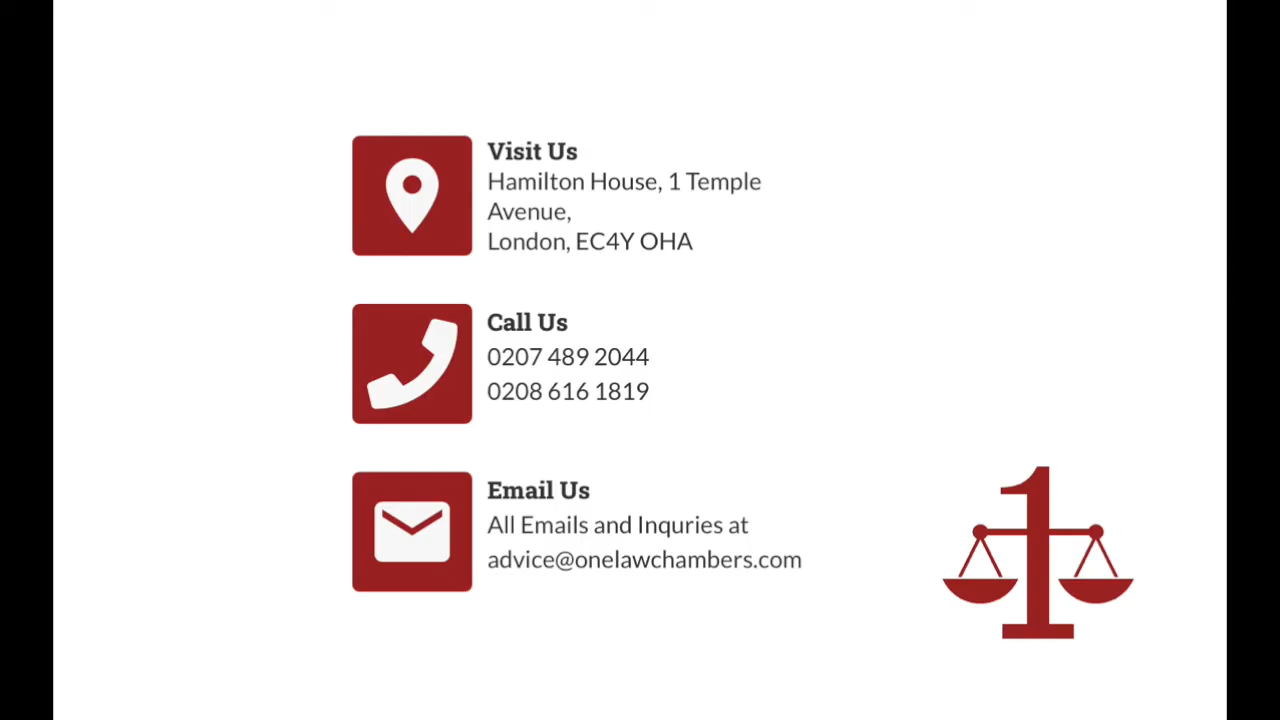 Visit Us
Hamilton House, 1 Temple
Avenue,
London, EC4Y OHA
Call Us
0207 489 2044
0208 616 1819
Email Us
All Emails and Inquries at
advice@onelawchambers.com
1